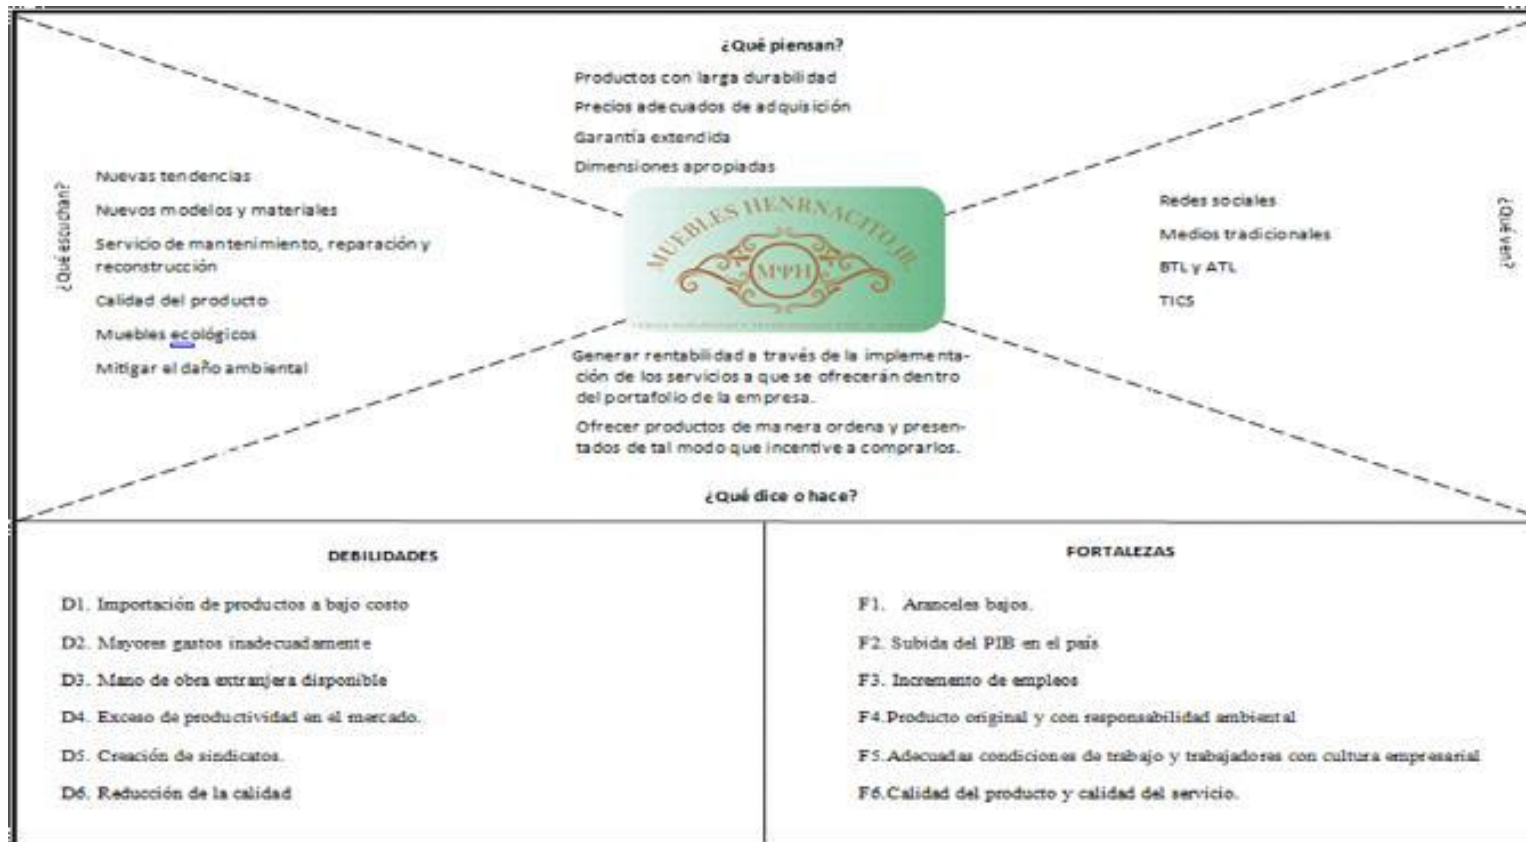 ¿Qué piensan?
Productos con larga durabilidad
Precios adecuados de adquisición
Garantía extendida
Dimensiones apropiadas
¿Qué escuchan?
Nuevas tendencias
Nuevos modelos y materiales
Servicio de mantenimiento, reparación y
reconstrucción
Calidad del producto
Muebles ecológicos
Mitigar el daño ambiental
MUEBLES HENRNACITO.JR.
MPH
Redes sociales
Medios tradicionales
BTL y ATL
TICS
¿Qué ven?
Generar rentabilidad a través de la implementa-
ción de los servicios a que se ofrecerán dentro
del portafolio de la empresa.
Ofrecer productos de manera ordena y presen-
tados de tal modo que incentive a comprarlos.
¿Qué dice o hace?
DEBILIDADES
D1. Importación de productos a bajo costo
D2. Mayores gastos inadecuadamente
D3. Mano de obra extranjera disponible
D4. Exceso de productividad en el mercado.
D5. Creación de sindicatos.
D6. Reducción de la calidad
FORTALEZAS
F1. Aranceles bajos.
F2. Subida del PIB en el país
F3. Incremento de empleos
F4.Producto original y con responsabilidad ambiental
F5.Adecuadas condiciones de trabajo y trabajadores con cultura empresarial
F6.Calidad del producto y calidad del servicio.